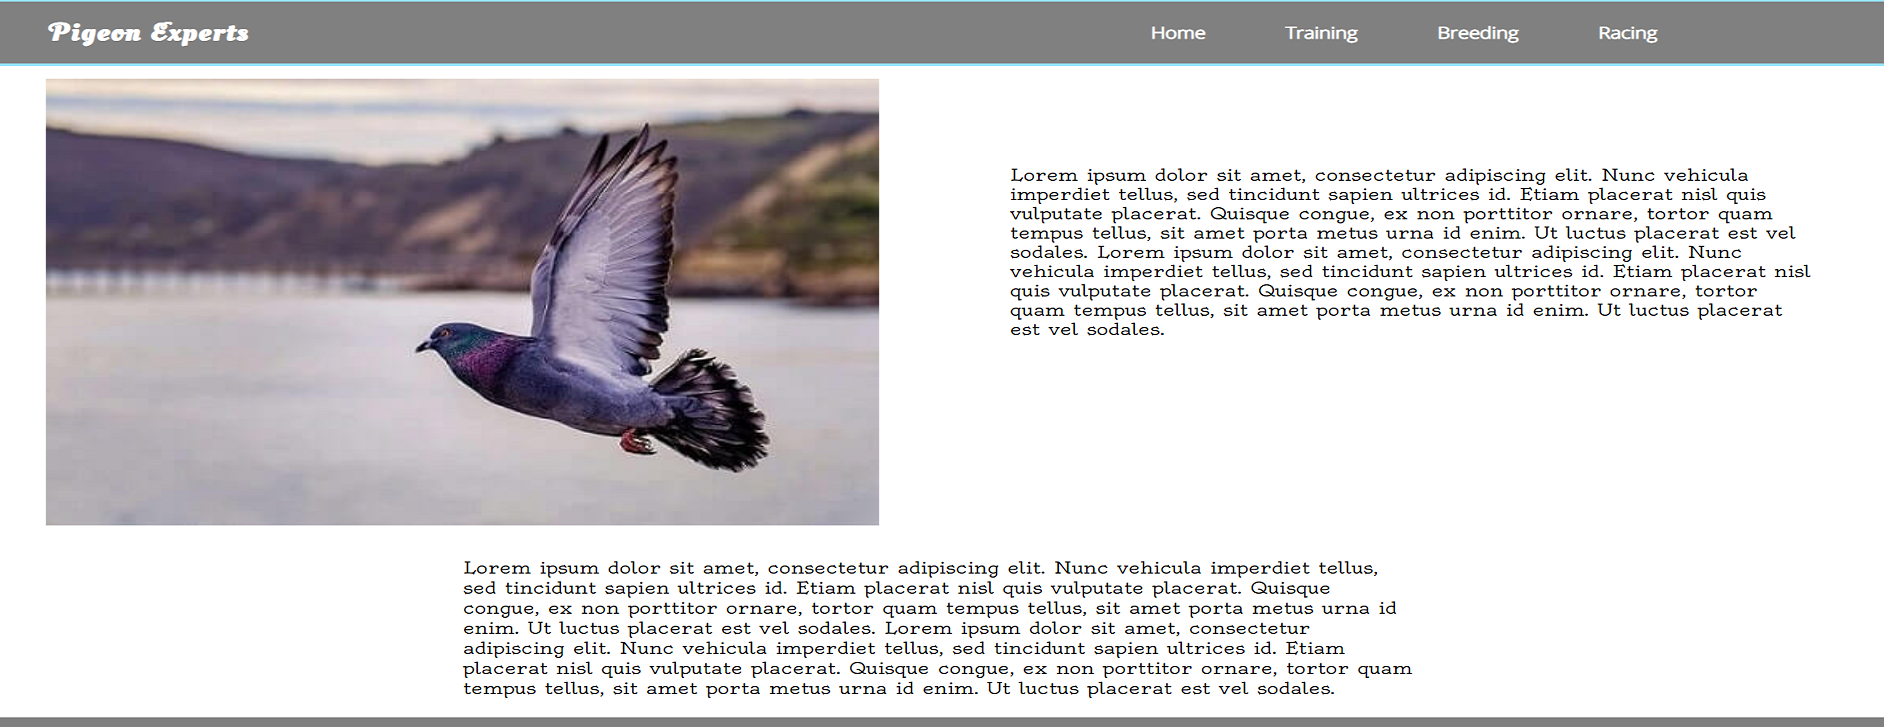 Pigeon Experts
Home Training Breeding Racing
Lorem ipsum dolor sit amet, consectetur adipiscing elit. Nunc vehicula
imperdiet tellus, sed tincidunt sapien ultrices id. Etiam placerat nisl quis
vulputate placerat. Quisque congue, ex non porttitor ornare, tortor quam
tempus tellus, sit amet porta metus urna id enim. Ut luctus placerat est vel
sodales. Lorem ipsum dolor sit amet, consectetur adipiscing elit. Nunc
vehicula imperdiet tellus, sed tincidunt sapien ultrices id. Etiam placerat nisl
quis vulputate placerat. Quisque congue, ex non porttitor ornare, tortor
quam tempus tellus, sit amet porta metus urna id enim. Ut luctus placerat
est vel sodales.
Lorem ipsum dolor sit amet, consectetur adipiscing elit. Nunc vehicula imperdiet tellus,
sed tincidunt sapien ultrices id. Etiam placerat nisl quis vulputate placerat. Quisque
congue, ex non porttitor ornare, tortor quam tempus tellus, sit amet porta metus urna id
enim. Ut luctus placerat est vel sodales. Lorem ipsum dolor sit amet, consectetur
adipiscing elit. Nunc vehicula imperdiet tellus, sed tincidunt sapien ultrices id. Etiam
placerat nisl quis vulputate placerat. Quisque congue, ex non porttitor ornare, tortor quam
tempus tellus, sit amet porta metus urna id enim. Ut luctus placerat est vel sodales.